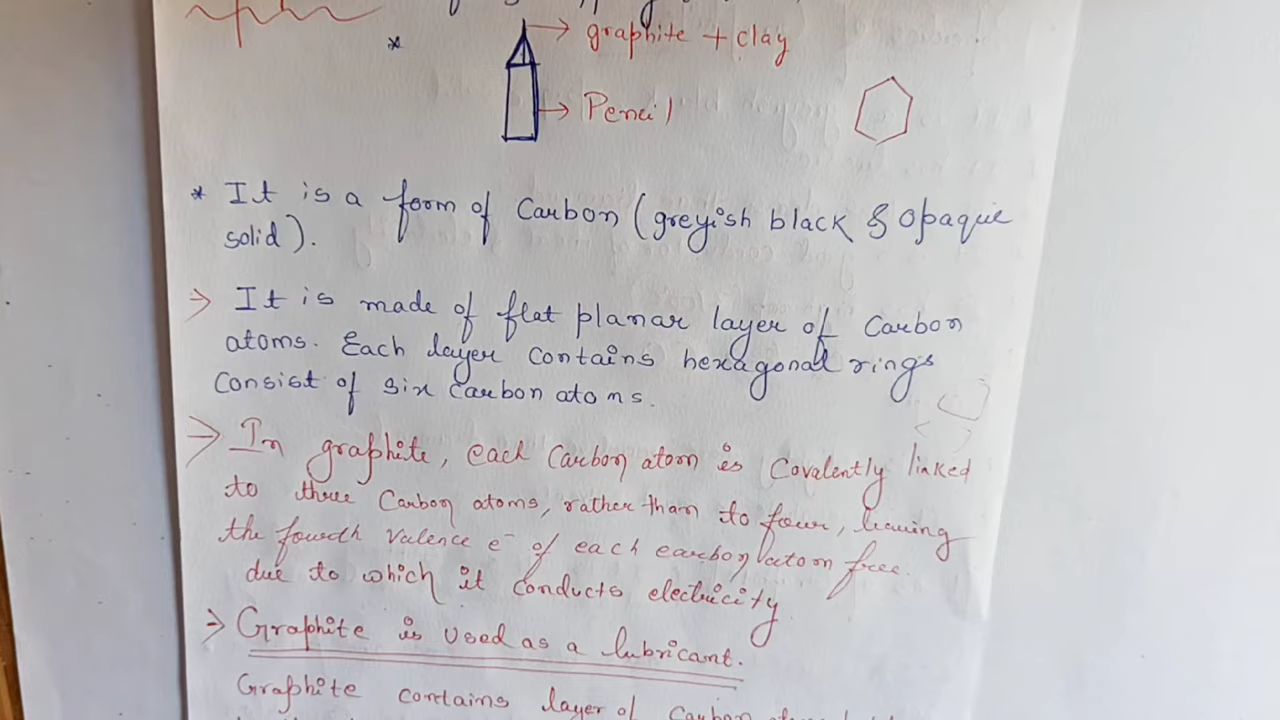 * → graphite + clay
→ Pencil
* It is a form of Carbon (greyish black & opaque
solid).
→ It is made of flat planar layer of Carbon
atoms. Each layer contains hexagonal rings
consist of six Carbon atoms.
→ In graphite, each Carbon atom is covalently linked
to three Carbon atoms, rather than to four, leaving
the fourth valence e⁻ of each carbon atom free.
due to which it conducts electricity
→ Graphite is used as a lubricant.
Graphite contains layer of Carbon